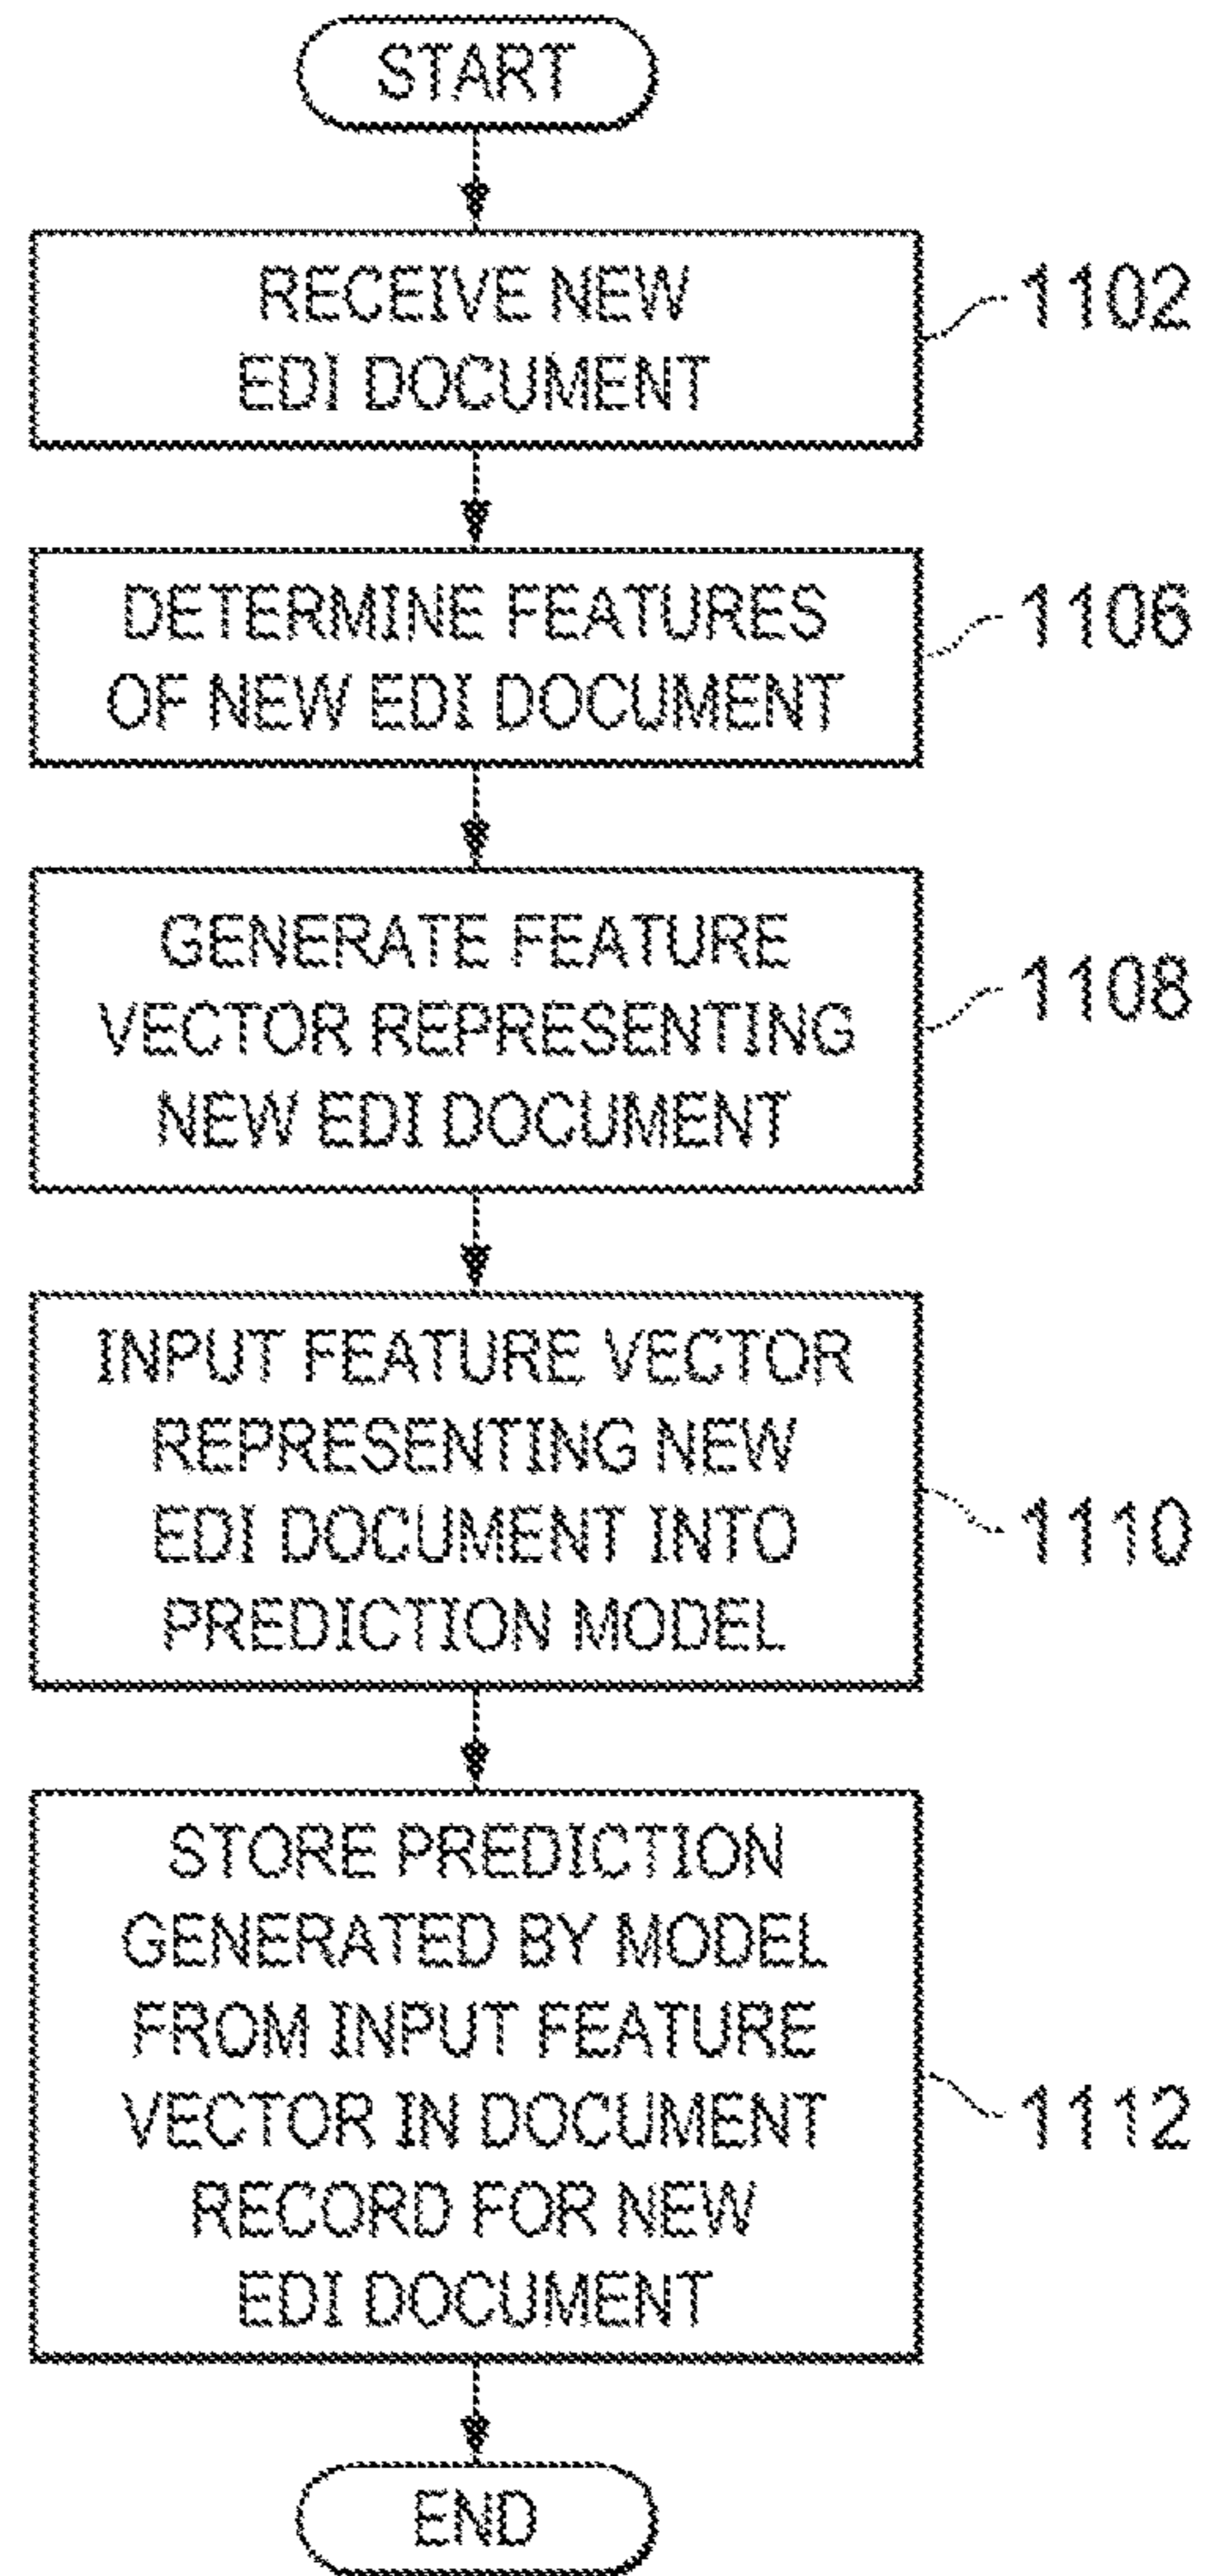 START
RECEIVE NEW
EDI DOCUMENT
1102
DETERMINE FEATURES
OF NEW EDI DOCUMENT
1106
GENERATE FEATURE
VECTOR REPRESENTING
NEW EDI DOCUMENT
1108
INPUT FEATURE VECTOR
REPRESENTING NEW
EDI DOCUMENT INTO
PREDICTION MODEL
1110
STORE PREDICTION
GENERATED BY MODEL
FROM INPUT FEATURE
VECTOR IN DOCUMENT
RECORD FOR NEW
EDI DOCUMENT
1112
END